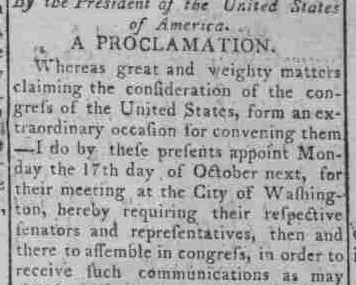 By the President of the United States
of America.
A PROCLAMATION.
Whereas great and weighty matters
claiming the conſideration of the con-
greſs of the United States, form an ex-
traordinary occaſion for convening them
—I do by theſe preſents appoint Mon-
day the 17th day of October next, for
their meeting at the City of Waſhing-
ton, hereby requiring their reſpective
ſenators and repreſentatives, then and
there to aſſemble in congreſs, in order to
receive ſuch communications as may